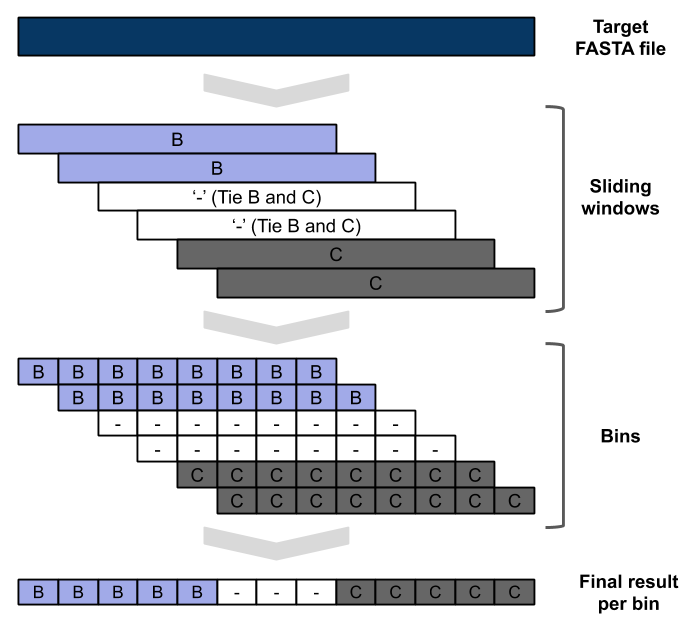 Target
FASTA file
B
B
‘-’ (Tie B and C)
‘-’ (Tie B and C)
C
C
Sliding
windows
B B B B B B B B
B B B B B B B B
- - - - - - - -
- - - - - - - -
C C C C C C C C
C C C C C C C C
Bins
B B B B B - - - C C C C C
Final result
per bin